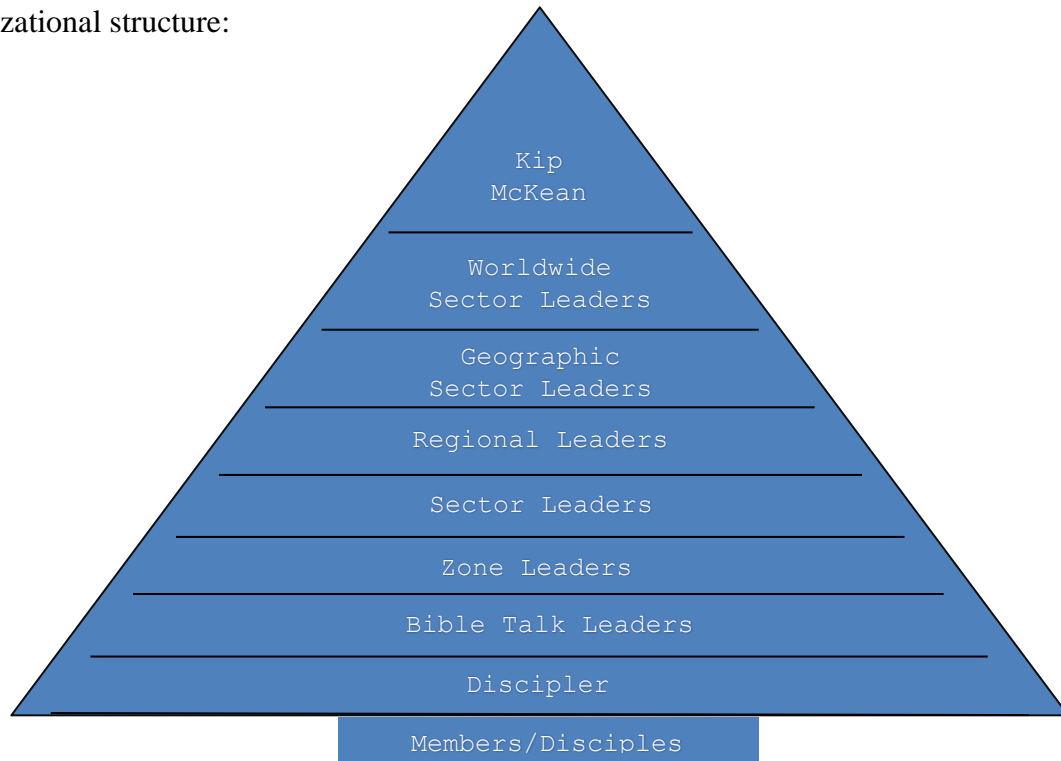 zational structure:
Kip
McKean
Worldwide
Sector Leaders
Geographic
Sector Leaders
Regional Leaders
Sector Leaders
Zone Leaders
Bible Talk Leaders
Discipler
Members/Disciples